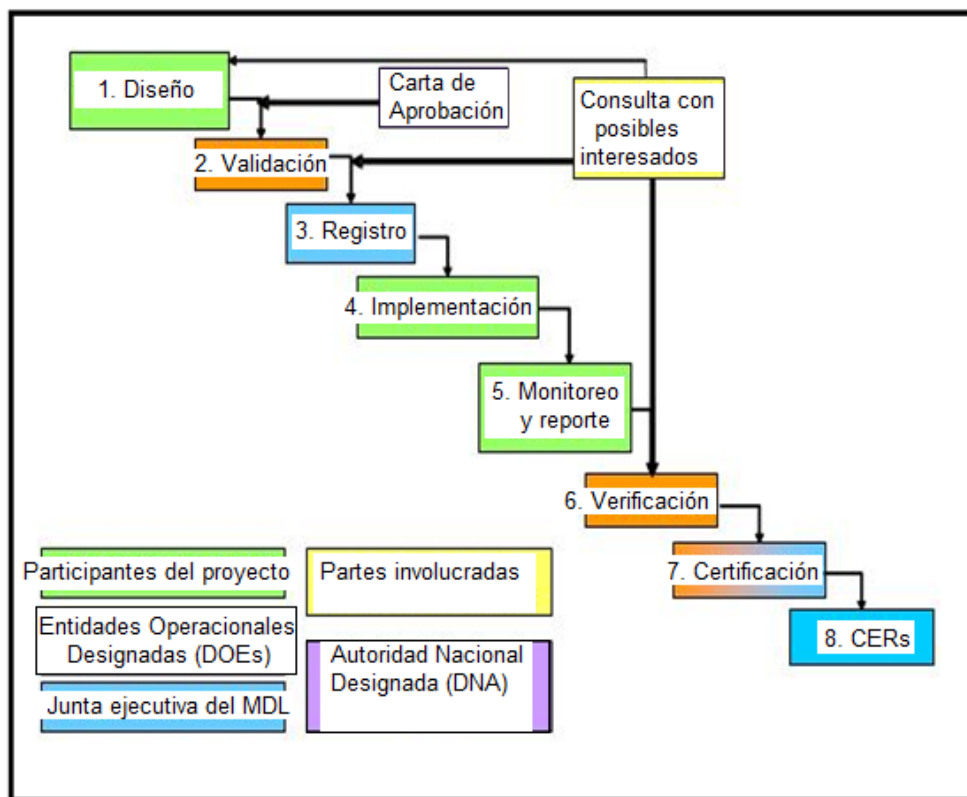 1. Diseño
Carta de
Aprobación
Consulta con
posibles
interesados
2. Validación
3. Registro
4. Implementación
5. Monitoreo
y reporte
6. Verificación
7. Certificación
8. CERs
Participantes del proyecto
Entidades Operacionales
Designadas (DOEs)
Junta ejecutiva del MDL
Partes involucradas
Autoridad Nacional
Designada (DNA)